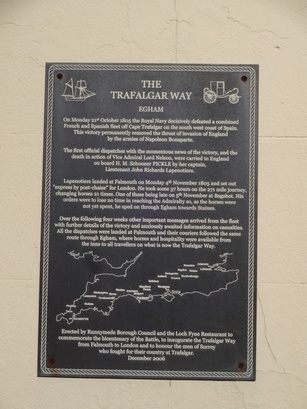 THE
TRAFALGAR WAY
EGHAM
On Monday 21st October 1805 the Royal Navy decisively defeated a combined
French and Spanish fleet off Cape Trafalgar on the south west coast of Spain.
This victory permanently removed the threat of invasion of England
by the armies of Napoleon Bonaparte.
The first official dispatches with the momentous news of the victory, and the
death in action of Vice Admiral Lord Nelson, were carried to England
on board H. M. Schooner PICKLE by her captain,
Lieutenant John Richards Lapenotiere.
Lapenotiere landed at Falmouth on Monday 4th November 1805 and set out
"express by post-chaise" for London. He took some 37 hours on the 271 mile journey,
changing horses 21 times. One of these being late on 5th November at Bagshot. His
orders were to lose no time in reaching the Admiralty so, as the horses were
not yet spent, he sped on through Egham towards Staines.
Over the following four weeks other important messages arrived from the fleet
with further details of the victory and anxiously awaited information on casualties.
All the dispatches were landed at Falmouth and their couriers followed the same
route through Egham, where horses and hospitality were available from
the inns to all travellers on what is now the Trafalgar Way.
Erected by Runnymede Borough Council and the Loch Fyne Restaurant to
commemorate the bicentenary of the Battle, to inaugurate the Trafalgar Way
from Falmouth to London and to honour the men of Surrey
who fought for their country at Trafalgar.
December 2006